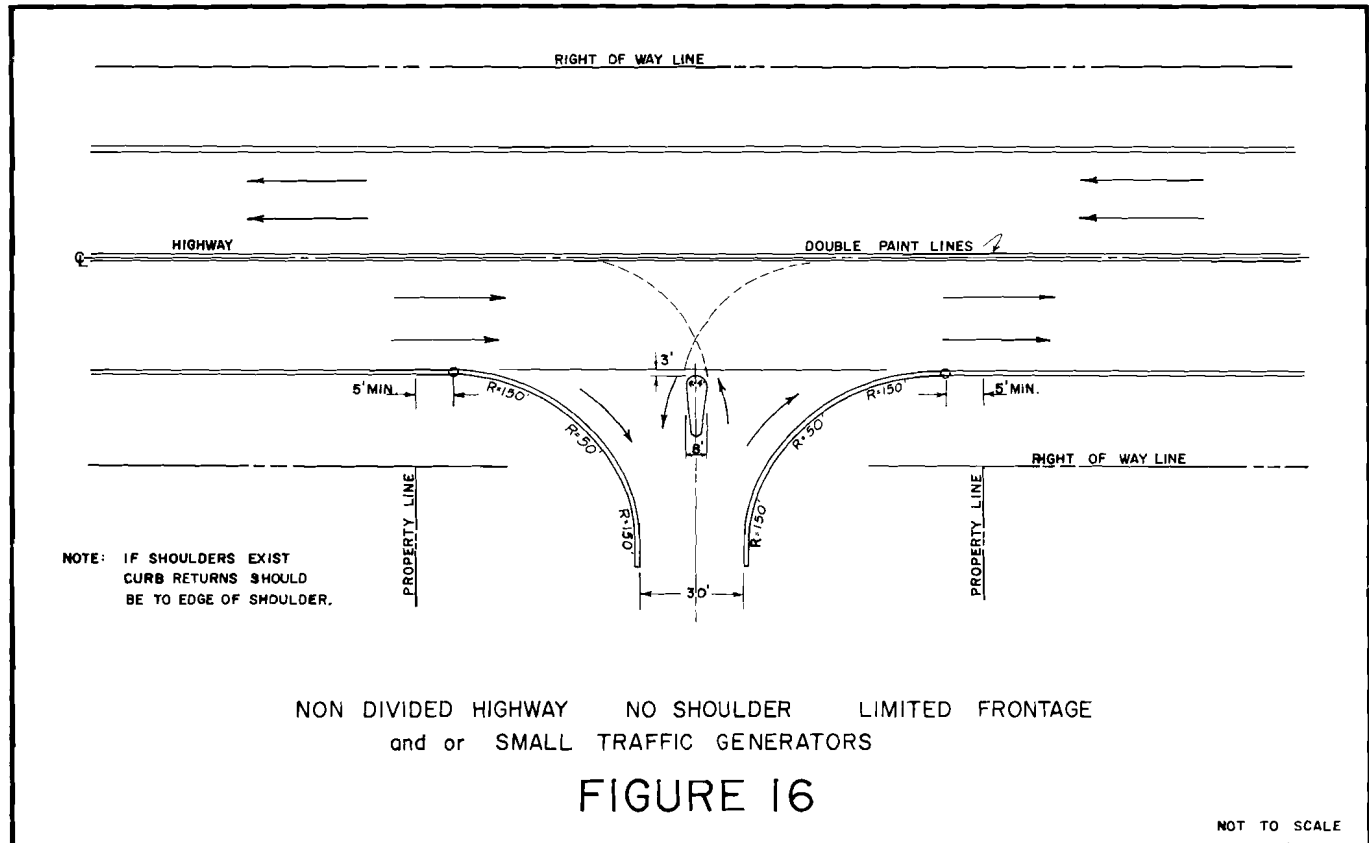 RIGHT OF WAY LINE
HIGHWAY
DOUBLE PAINT LINES
℄
3'
5' MIN.
R=150'
R=50'
R=150'
8'
R=150'
R=50'
R=150'
5' MIN.
RIGHT OF WAY LINE
PROPERTY LINE
PROPERTY LINE
30'
NOTE: IF SHOULDERS EXIST
CURB RETURNS SHOULD
BE TO EDGE OF SHOULDER.
NON DIVIDED HIGHWAY NO SHOULDER LIMITED FRONTAGE
and or SMALL TRAFFIC GENERATORS
FIGURE 16
NOT TO SCALE